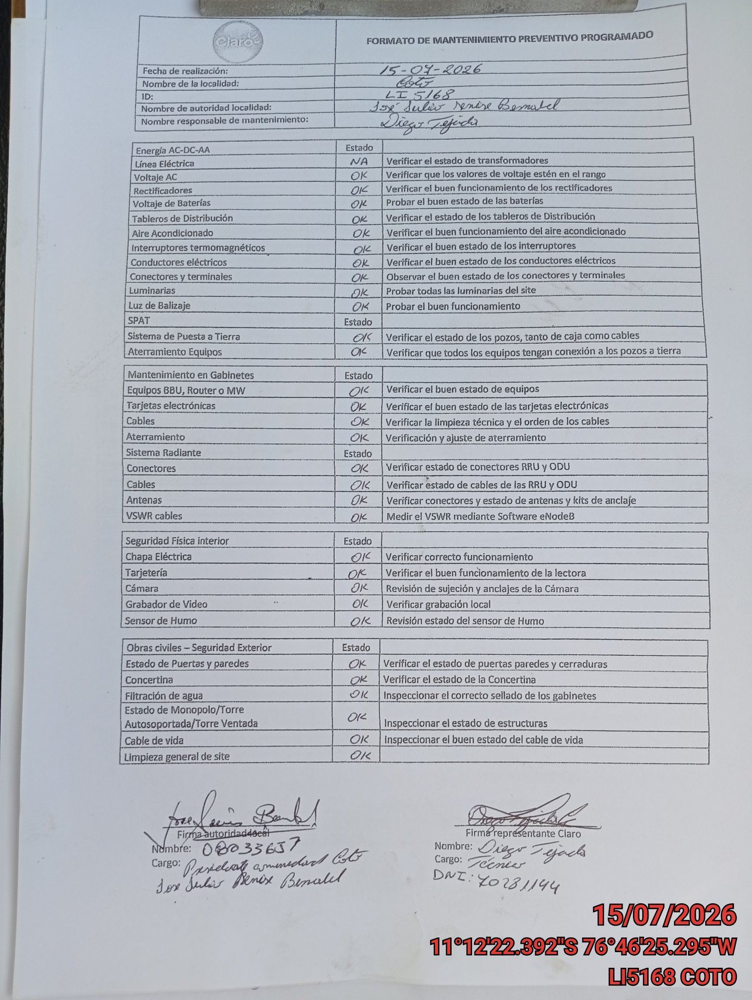 Claro
FORMATO DE MANTENIMIENTO PREVENTIVO PROGRAMADO
Fecha de realización: 15-07-2026
Nombre de la localidad: Coto
ID: LI 5168
Nombre de autoridad localidad: José Julio Bernabel
Nombre responsable de mantenimiento: Diego Tejada
Energía AC-DC-AA Estado
Línea Eléctrica NA Verificar el estado de transformadores
Voltaje AC OK Verificar que los valores de voltaje estén en el rango
Rectificadores OK Verificar el buen funcionamiento de los rectificadores
Voltaje de Baterías OK Probar el buen estado de las baterías
Tableros de Distribución OK Verificar el estado de los tableros de Distribución
Aire Acondicionado OK Verificar el buen funcionamiento del aire acondicionado
Interruptores termomagnéticos OK Verificar el buen estado de los interruptores
Conductores eléctricos OK Verificar el buen estado de los conductores eléctricos
Conectores y terminales OK Observar el buen estado de los conectores y terminales
Luminarias OK Probar todas las luminarias del site
Luz de Balizaje OK Probar el buen funcionamiento
SPAT Estado
Sistema de Puesta a Tierra OK Verificar el estado de los pozos, tanto de caja como cables
Aterramiento Equipos OK Verificar que todos los equipos tengan conexión a los pozos a tierra
Mantenimiento en Gabinetes Estado
Equipos BBU, Router o MW OK Verificar el buen estado de equipos
Tarjetas electrónicas OK Verificar el buen estado de las tarjetas electrónicas
Cables OK Verificar la limpieza técnica y el orden de los cables
Aterramiento OK Verificación y ajuste de aterramiento
Sistema Radiante Estado
Conectores OK Verificar estado de conectores RRU y ODU
Cables OK Verificar estado de cables de las RRU y ODU
Antenas OK Verificar conectores y estado de antenas y kits de anclaje
VSWR cables OK Medir el VSWR mediante Software eNodeB
Seguridad Física interior Estado
Chapa Eléctrica OK Verificar correcto funcionamiento
Tarjetería OK Verificar el buen funcionamiento de la lectora
Cámara OK Revisión de sujeción y anclajes de la Cámara
Grabador de Video OK Verificar grabación local
Sensor de Humo OK Revisión estado del sensor de Humo
Obras civiles – Seguridad Exterior Estado
Estado de Puertas y paredes OK Verificar el estado de puertas paredes y cerraduras
Concertina OK Verificar el estado de la Concertina
Filtración de agua OK Inspeccionar el correcto sellado de los gabinetes
Estado de Monopolo/Torre
Autosoportada/Torre Ventada OK Inspeccionar el estado de estructuras
Cable de vida OK Inspeccionar el buen estado del cable de vida
Limpieza general de site OK
Firma autoridad local
Nombre: 08033657
Cargo: Presidente Coto
Jose Julio Bernabel
Firma representante Claro
Nombre: Diego Tejada
Cargo: Técnico
DNI: 70281144
15/07/2026
11°12'22.392"S 76°46'25.295"W
LI5168 COTO